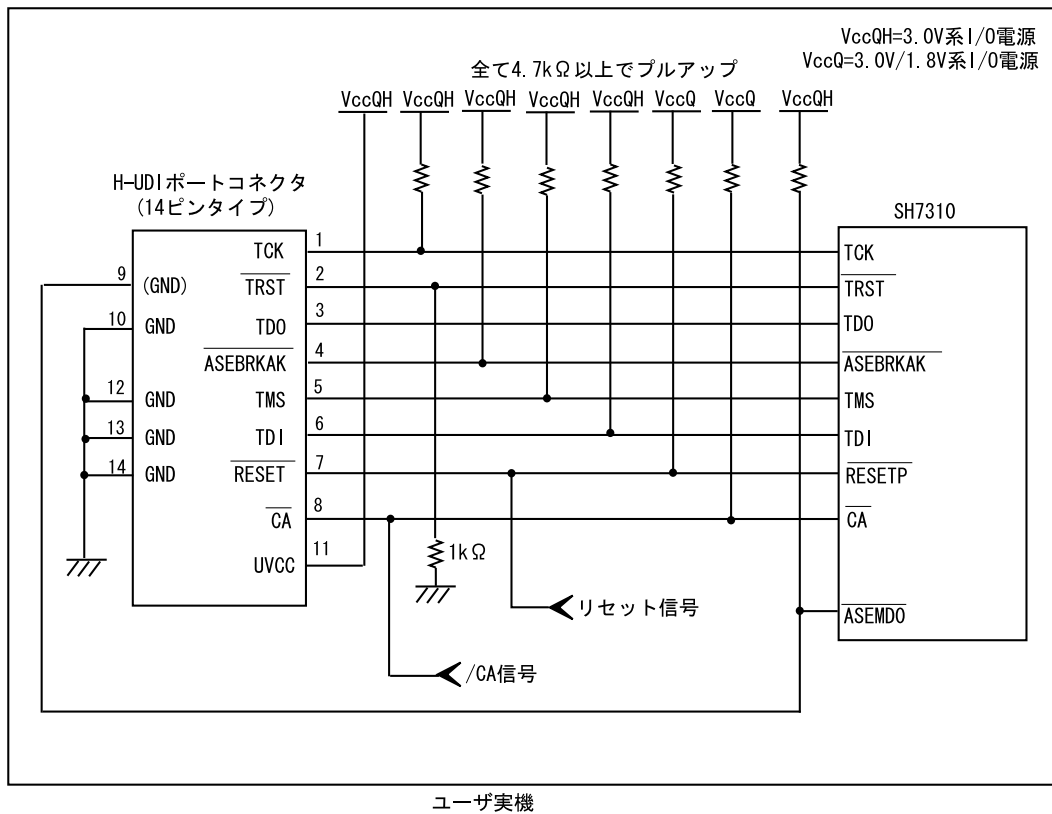 VccQH=3.0V系I/O電源
VccQ=3.0V/1.8V系I/O電源
全て4.7kΩ以上でプルアップ
VccQH VccQH VccQH VccQH VccQH VccQ VccQ VccQH
H-UDIポートコネクタ
(14ピンタイプ)
SH7310
TCK 1 TCK
9 (GND) TRST 2 TRST
10 GND TDO 3 TDO
ASEBRKAK 4 ASEBRKAK
12 GND TMS 5 TMS
13 GND TDI 6 TDI
14 GND RESET 7 RESETP
CA 8 CA
UVCC 11
1kΩ
リセット信号
ASEMD0
/CA信号
ユーザ実機